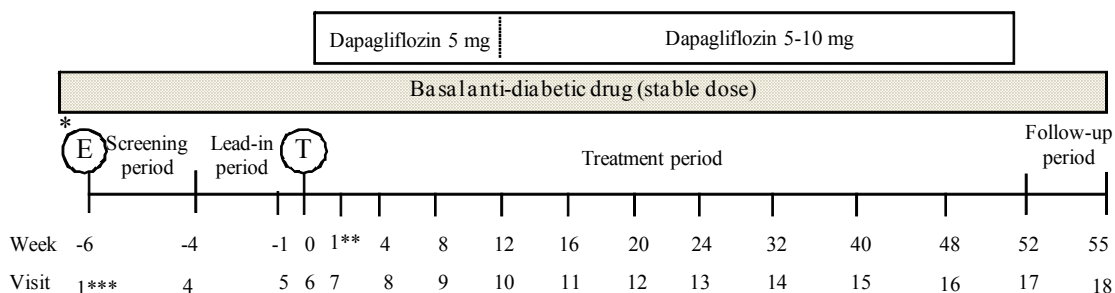 Dapagliflozin 5 mg
Dapagliflozin 5-10 mg
Basal anti-diabetic drug (stable dose)
*
E
Screening
period
Lead-in
period
T
Treatment period
Follow-up
period
Week -6 -4 -1 0 1** 4 8 12 16 20 24 32 40 48 52 55
Visit 1*** 4 5 6 7 8 9 10 11 12 13 14 15 16 17 18